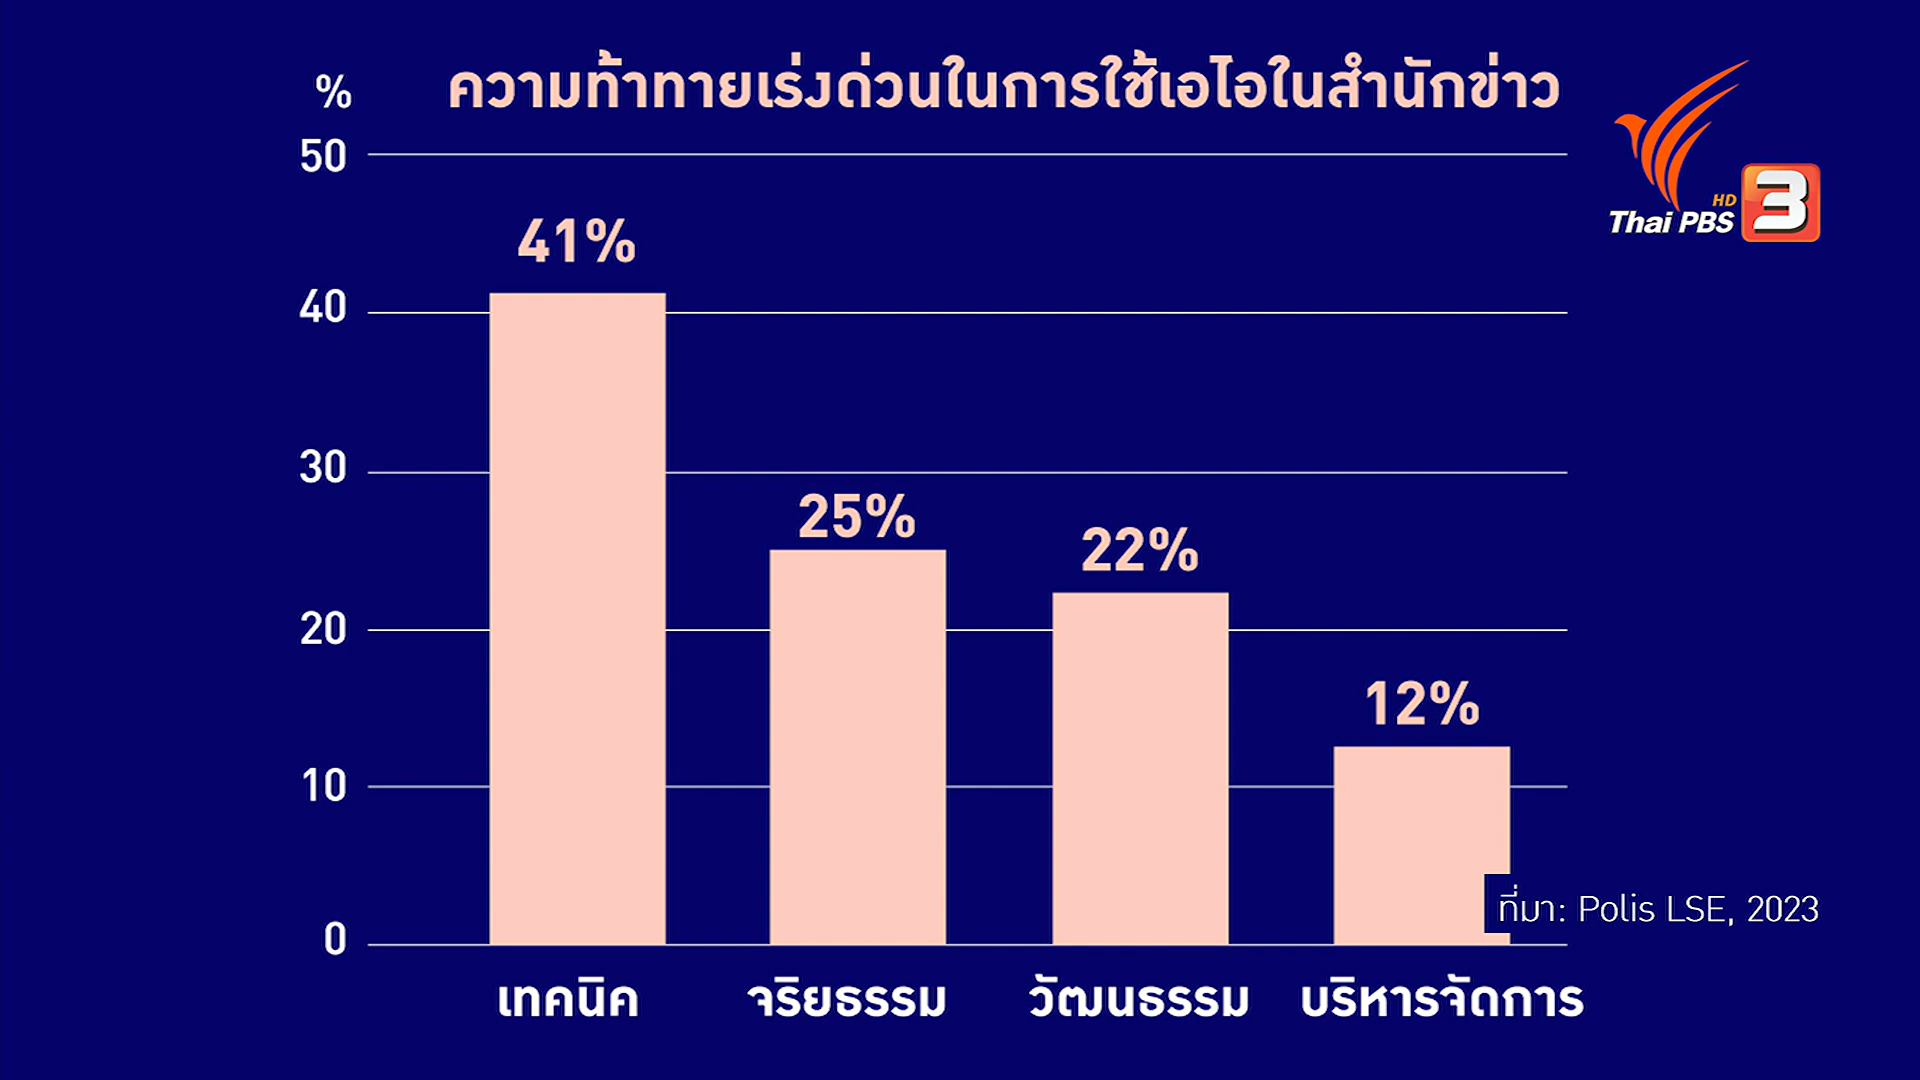 % ความท้าทายเร่งด่วนในการใช้เอไอในสำนักข่าว
HD
Thai PBS 3
50
41%
40
30
25%
22%
20
12%
10
0
ที่มา: Polis LSE, 2023
เทคนิค จริยธรรม วัฒนธรรม บริหารจัดการ